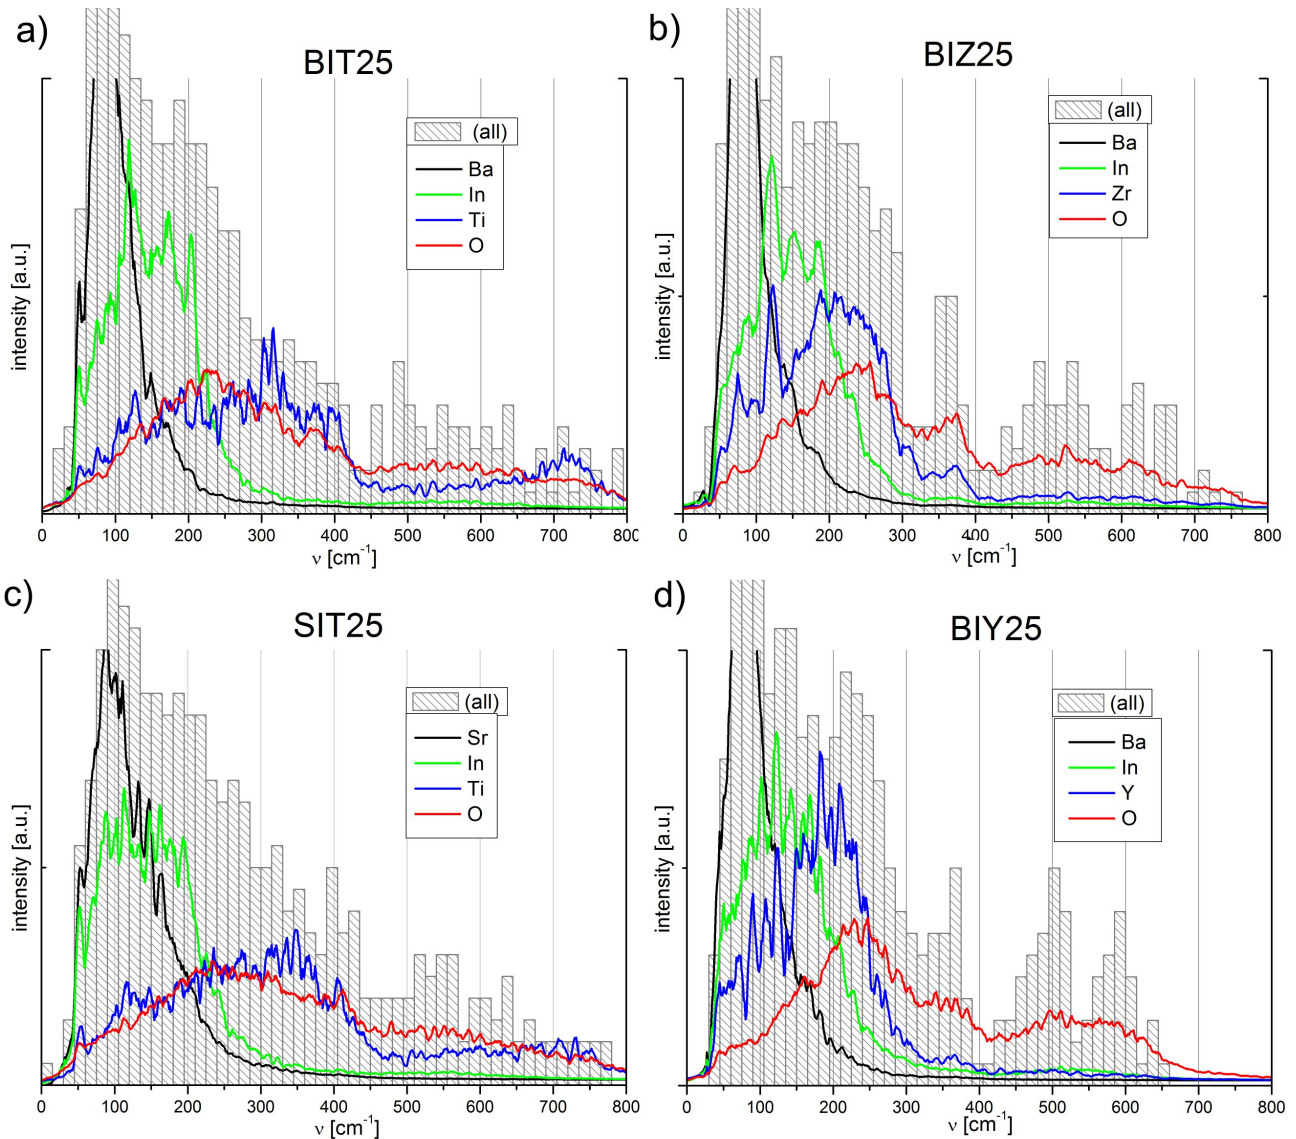 a)
BIT25
intensity [a.u.]
(all)
Ba
In
Ti
O
0 100 200 300 400 500 600 700 800
ν [cm-1]
b)
BIZ25
intensity [a.u.]
(all)
Ba
In
Zr
O
0 100 200 300 400 500 600 700 800
ν [cm-1]
c)
SIT25
intensity [a.u.]
(all)
Sr
In
Ti
O
0 100 200 300 400 500 600 700 800
ν [cm-1]
d)
BIY25
intensity [a.u.]
(all)
Ba
In
Y
O
0 100 200 300 400 500 600 700 800
ν [cm-1]